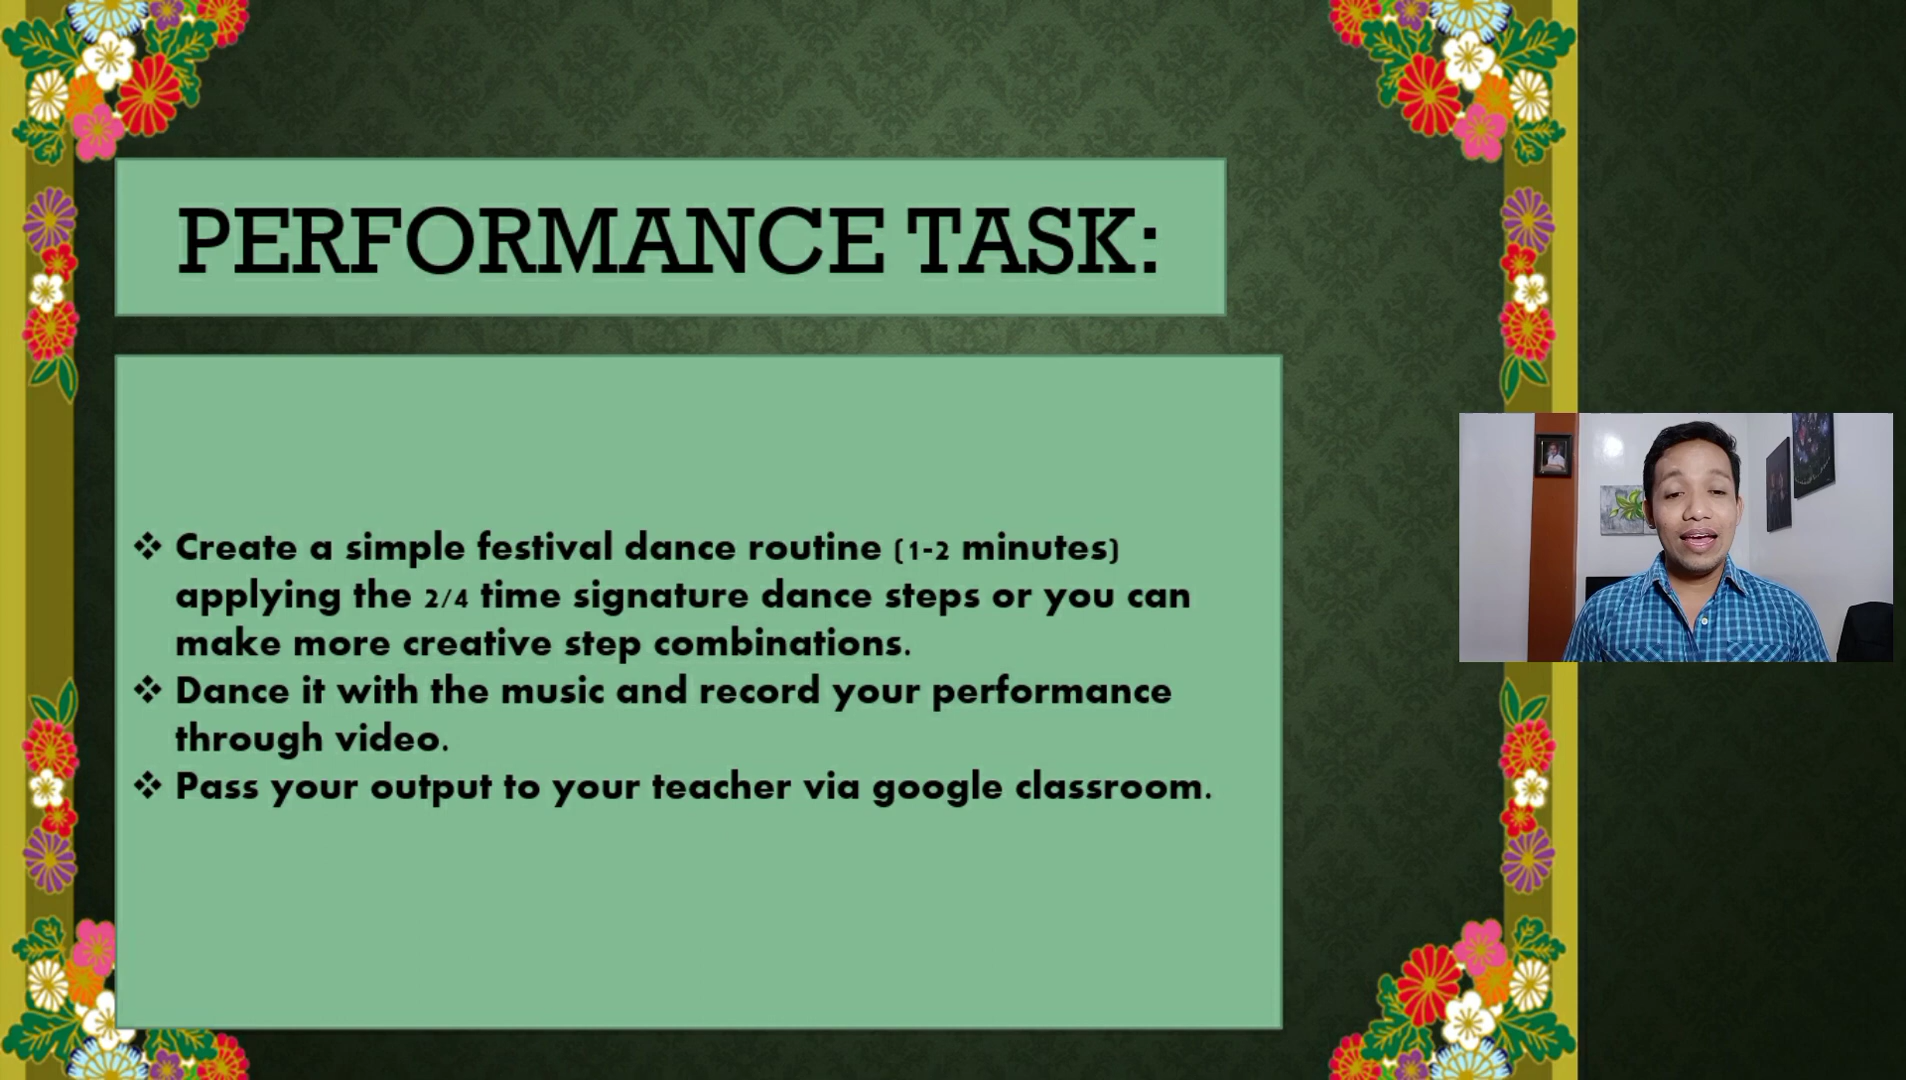 PERFORMANCE TASK:
❖ Create a simple festival dance routine (1-2 minutes)
applying the 2/4 time signature dance steps or you can
make more creative step combinations.
❖ Dance it with the music and record your performance
through video.
❖ Pass your output to your teacher via google classroom.